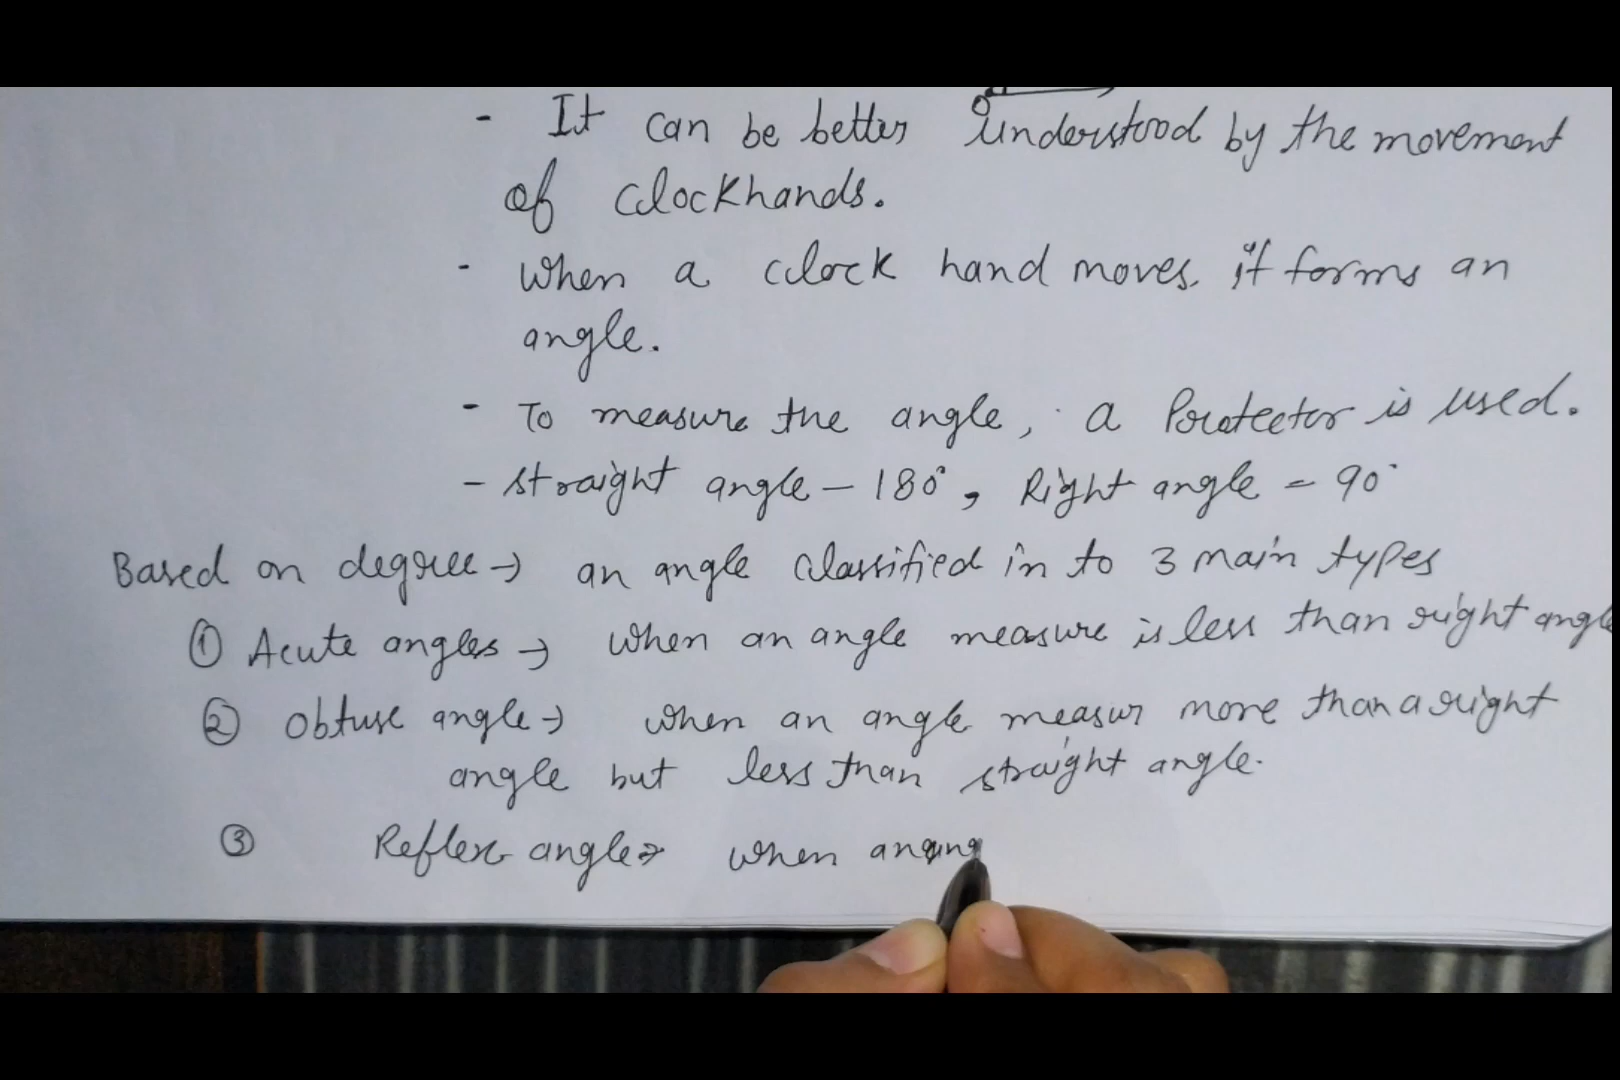 - It can be better understood by the movement
of clockhands.
- When a clock hand moves, it forms an
angle.
- To measure the angle, a Protector is used.
- straight angle - 180°, Right angle = 90°
Based on degree → an angle classified in to 3 main types
① Acute angles → When an angle measure is less than right angle
② Obtuse angle → when an angle measur more than a right
angle but less than straight angle.
③ Reflex angle → when an